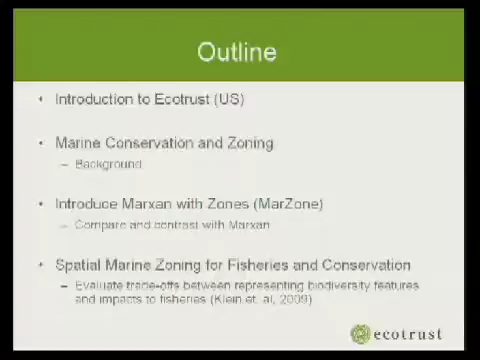 Outline
• Introduction to Ecotrust (US)
• Marine Conservation and Zoning
– Background
• Introduce Marxan with Zones (MarZone)
– Compare and contrast with Marxan
• Spatial Marine Zoning for Fisheries and Conservation
– Evaluate trade-offs between representing biodiversity features
and impacts to fisheries (Klein et. al, 2009)
ecotrust